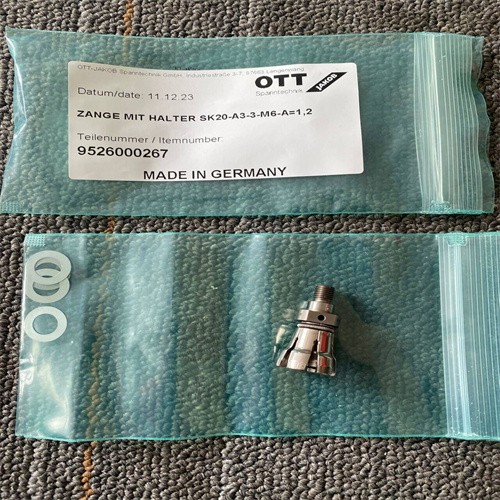 OTT-JAKOB Spanntechnik GmbH, Industriestraße 3-7, 87663 Lengenwang
OTT JAKOB
Spanntechnik
Datum/date: 11.12.23
ZANGE MIT HALTER SK20-A3-3-M6-A=1,2
Teilenummer / Itemnumber:
9526000267
MADE IN GERMANY